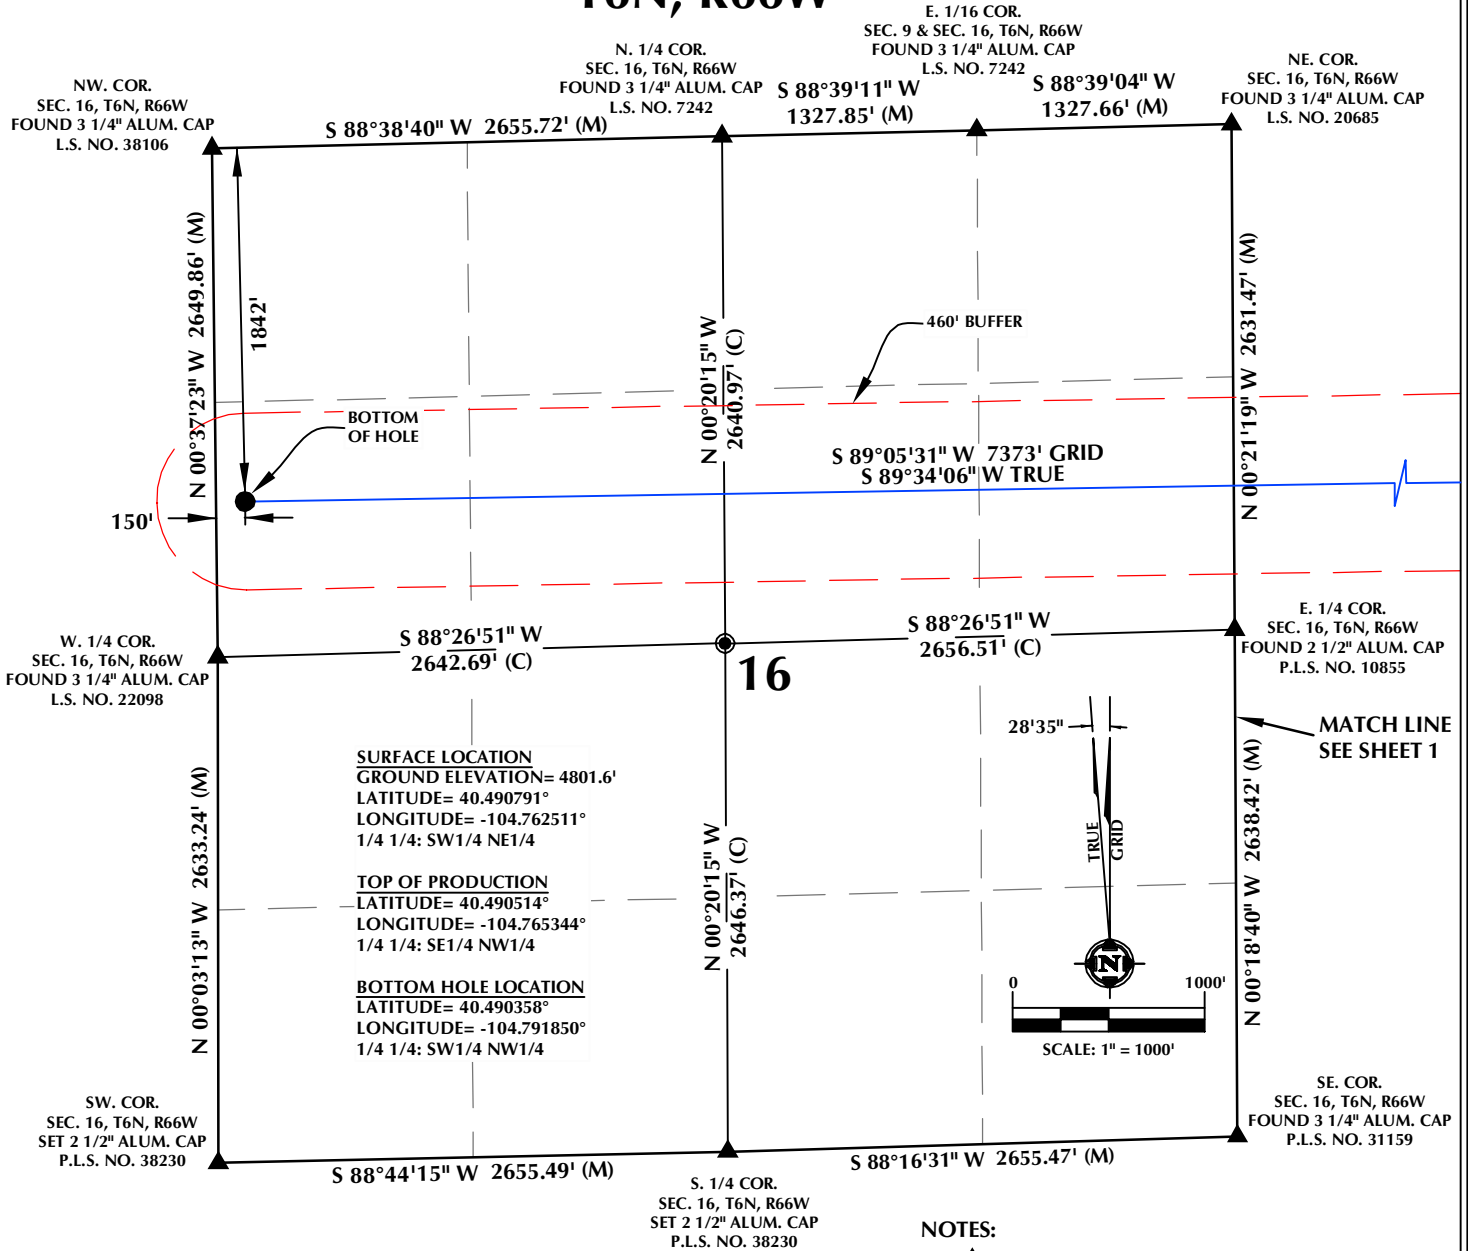 T6N, R66W
E. 1/16 COR.
SEC. 9 & SEC. 16, T6N, R66W
FOUND 3 1/4" ALUM. CAP
L.S. NO. 7242
N. 1/4 COR.
SEC. 16, T6N, R66W
FOUND 3 1/4" ALUM. CAP
L.S. NO. 7242
NW. COR.
SEC. 16, T6N, R66W
FOUND 3 1/4" ALUM. CAP
L.S. NO. 38106
NE. COR.
SEC. 16, T6N, R66W
FOUND 3 1/4" ALUM. CAP
L.S. NO. 20685
S 88°38'40" W 2655.72' (M)
S 88°39'11" W
1327.85' (M)
S 88°39'04" W
1327.66' (M)
N 00°37'23" W 2649.86' (M)
1842'
N 00°20'15" W
2640.97' (C)
N 00°21'19" W 2631.47' (M)
460' BUFFER
BOTTOM
OF HOLE
S 89°05'31" W 7373' GRID
S 89°34'06" W TRUE
150'
W. 1/4 COR.
SEC. 16, T6N, R66W
FOUND 3 1/4" ALUM. CAP
L.S. NO. 22098
S 88°26'51" W
2642.69' (C)
S 88°26'51" W
2656.51' (C)
16
E. 1/4 COR.
SEC. 16, T6N, R66W
FOUND 2 1/2" ALUM. CAP
P.L.S. NO. 10855
MATCH LINE
SEE SHEET 1
28'35"
TRUE
GRID
N
0 1000'
SCALE: 1" = 1000'
SURFACE LOCATION
GROUND ELEVATION= 4801.6'
LATITUDE= 40.490791°
LONGITUDE= -104.762511°
1/4 1/4: SW1/4 NE1/4
TOP OF PRODUCTION
LATITUDE= 40.490514°
LONGITUDE= -104.765344°
1/4 1/4: SE1/4 NW1/4
BOTTOM HOLE LOCATION
LATITUDE= 40.490358°
LONGITUDE= -104.791850°
1/4 1/4: SW1/4 NW1/4
N 00°03'13" W 2633.24' (M)
N 00°20'15" W
2646.37' (C)
N 00°18'40" W 2638.42' (M)
SW. COR.
SEC. 16, T6N, R66W
SET 2 1/2" ALUM. CAP
P.L.S. NO. 38230
S 88°44'15" W 2655.49' (M)
S 88°16'31" W 2655.47' (M)
SE. COR.
SEC. 16, T6N, R66W
FOUND 3 1/4" ALUM. CAP
P.L.S. NO. 31159
S. 1/4 COR.
SEC. 16, T6N, R66W
SET 2 1/2" ALUM. CAP
P.L.S. NO. 38230
NOTES: